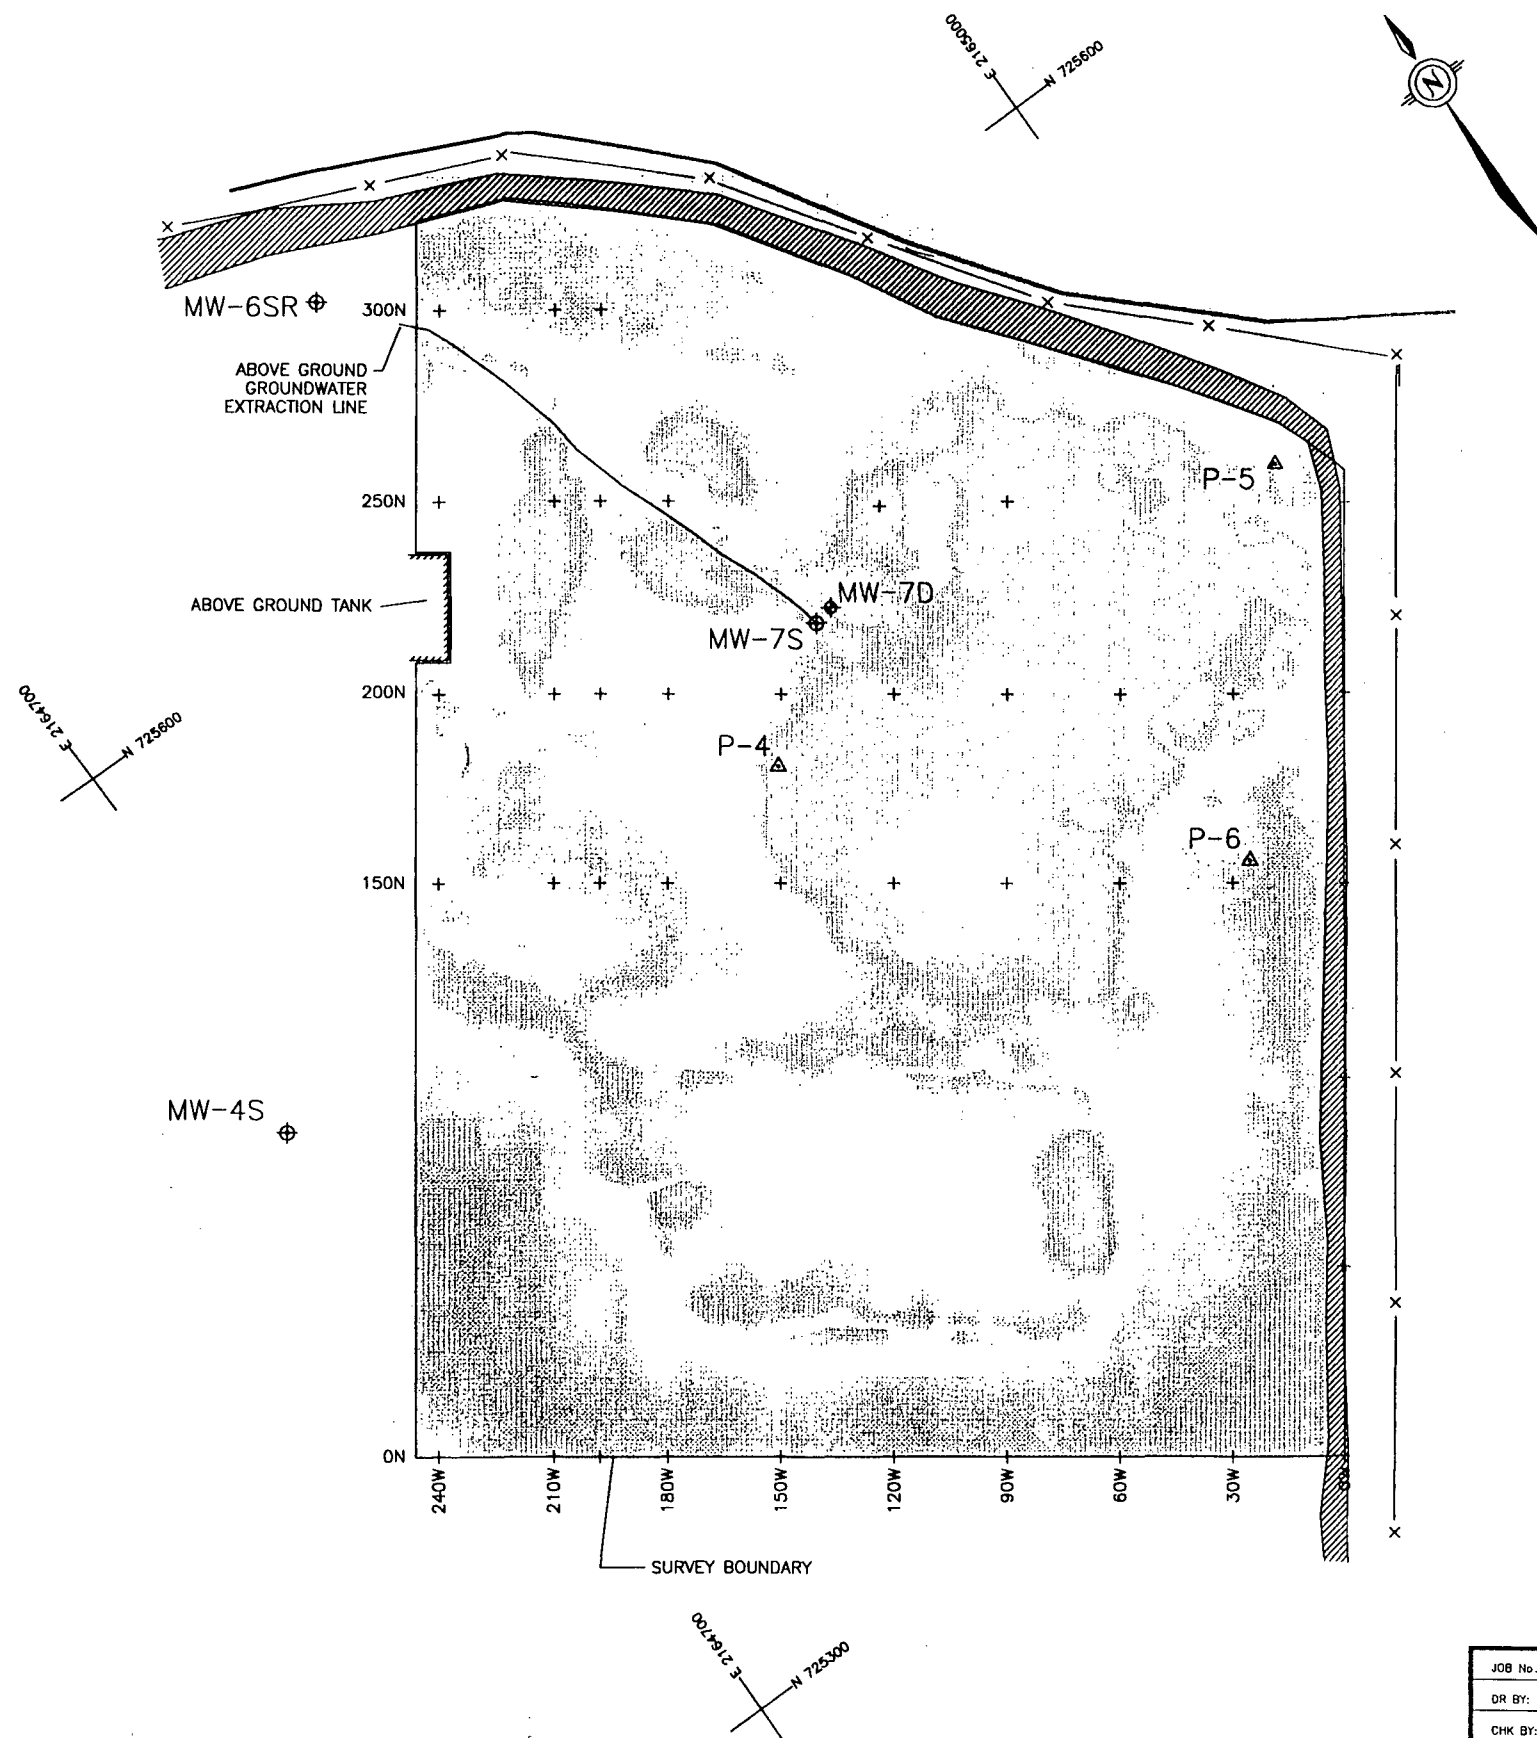 E 2165000
N 725600
N
MW-6SR
300N
ABOVE GROUND
GROUNDWATER
EXTRACTION LINE
P-5
250N
MW-7D
ABOVE GROUND TANK
MW-7S
200N
E 2164700
N 725600
P-4
P-6
150N
MW-4S
0N
240W
210W
180W
150W
120W
90W
60W
30W
SURVEY BOUNDARY
E 2164700
N 725300
JOB No.
DR BY:
CHK BY: